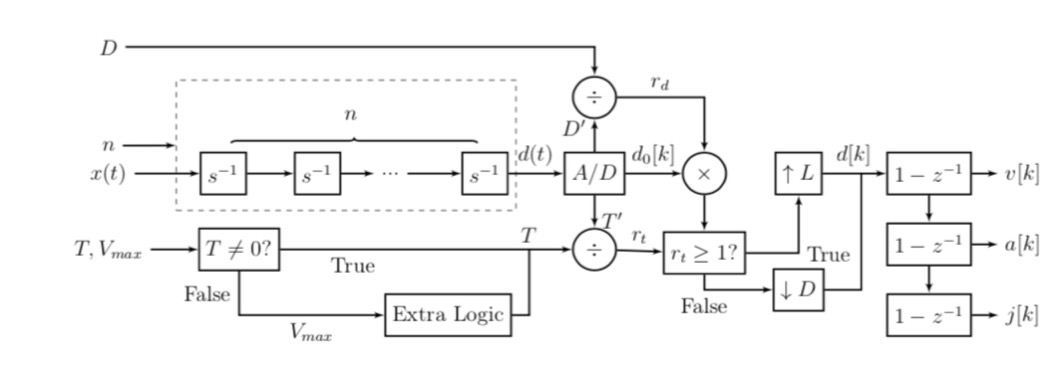 D
÷
r_d
n
D′
n
x(t)
s⁻¹
s⁻¹
...
s⁻¹
d(t)
A/D
d₀[k]
×
↑ L
d[k]
1 − z⁻¹
v[k]
T, V_max
T ≠ 0?
True
T
T′
÷
r_t
r_t ≥ 1?
True
1 − z⁻¹
a[k]
False
V_max
Extra Logic
False
↓ D
1 − z⁻¹
j[k]